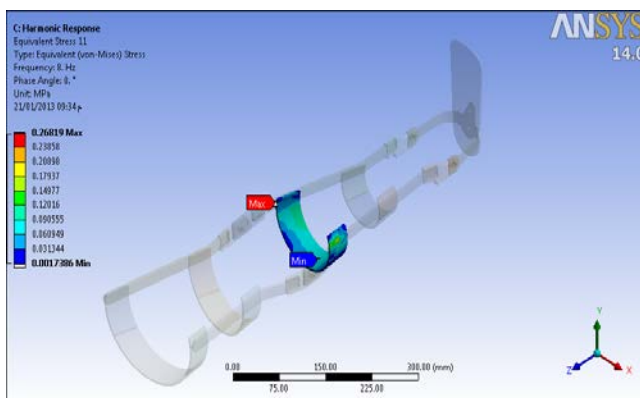 C: Harmonic Response
Equivalent Stress 11
Type: Equivalent (von-Mises) Stress
Frequency: 8. Hz
Phase Angle: 0. °
Unit: MPa
21/01/2013 09:34 م
ANSYS
14.0
0.26819 Max
0.23858
0.20898
0.17937
0.14977
0.12016
0.090555
0.060949
0.031344
0.0017386 Min
Max
Min
0.00
150.00
300.00 (mm)
75.00
225.00
Y
Z
X